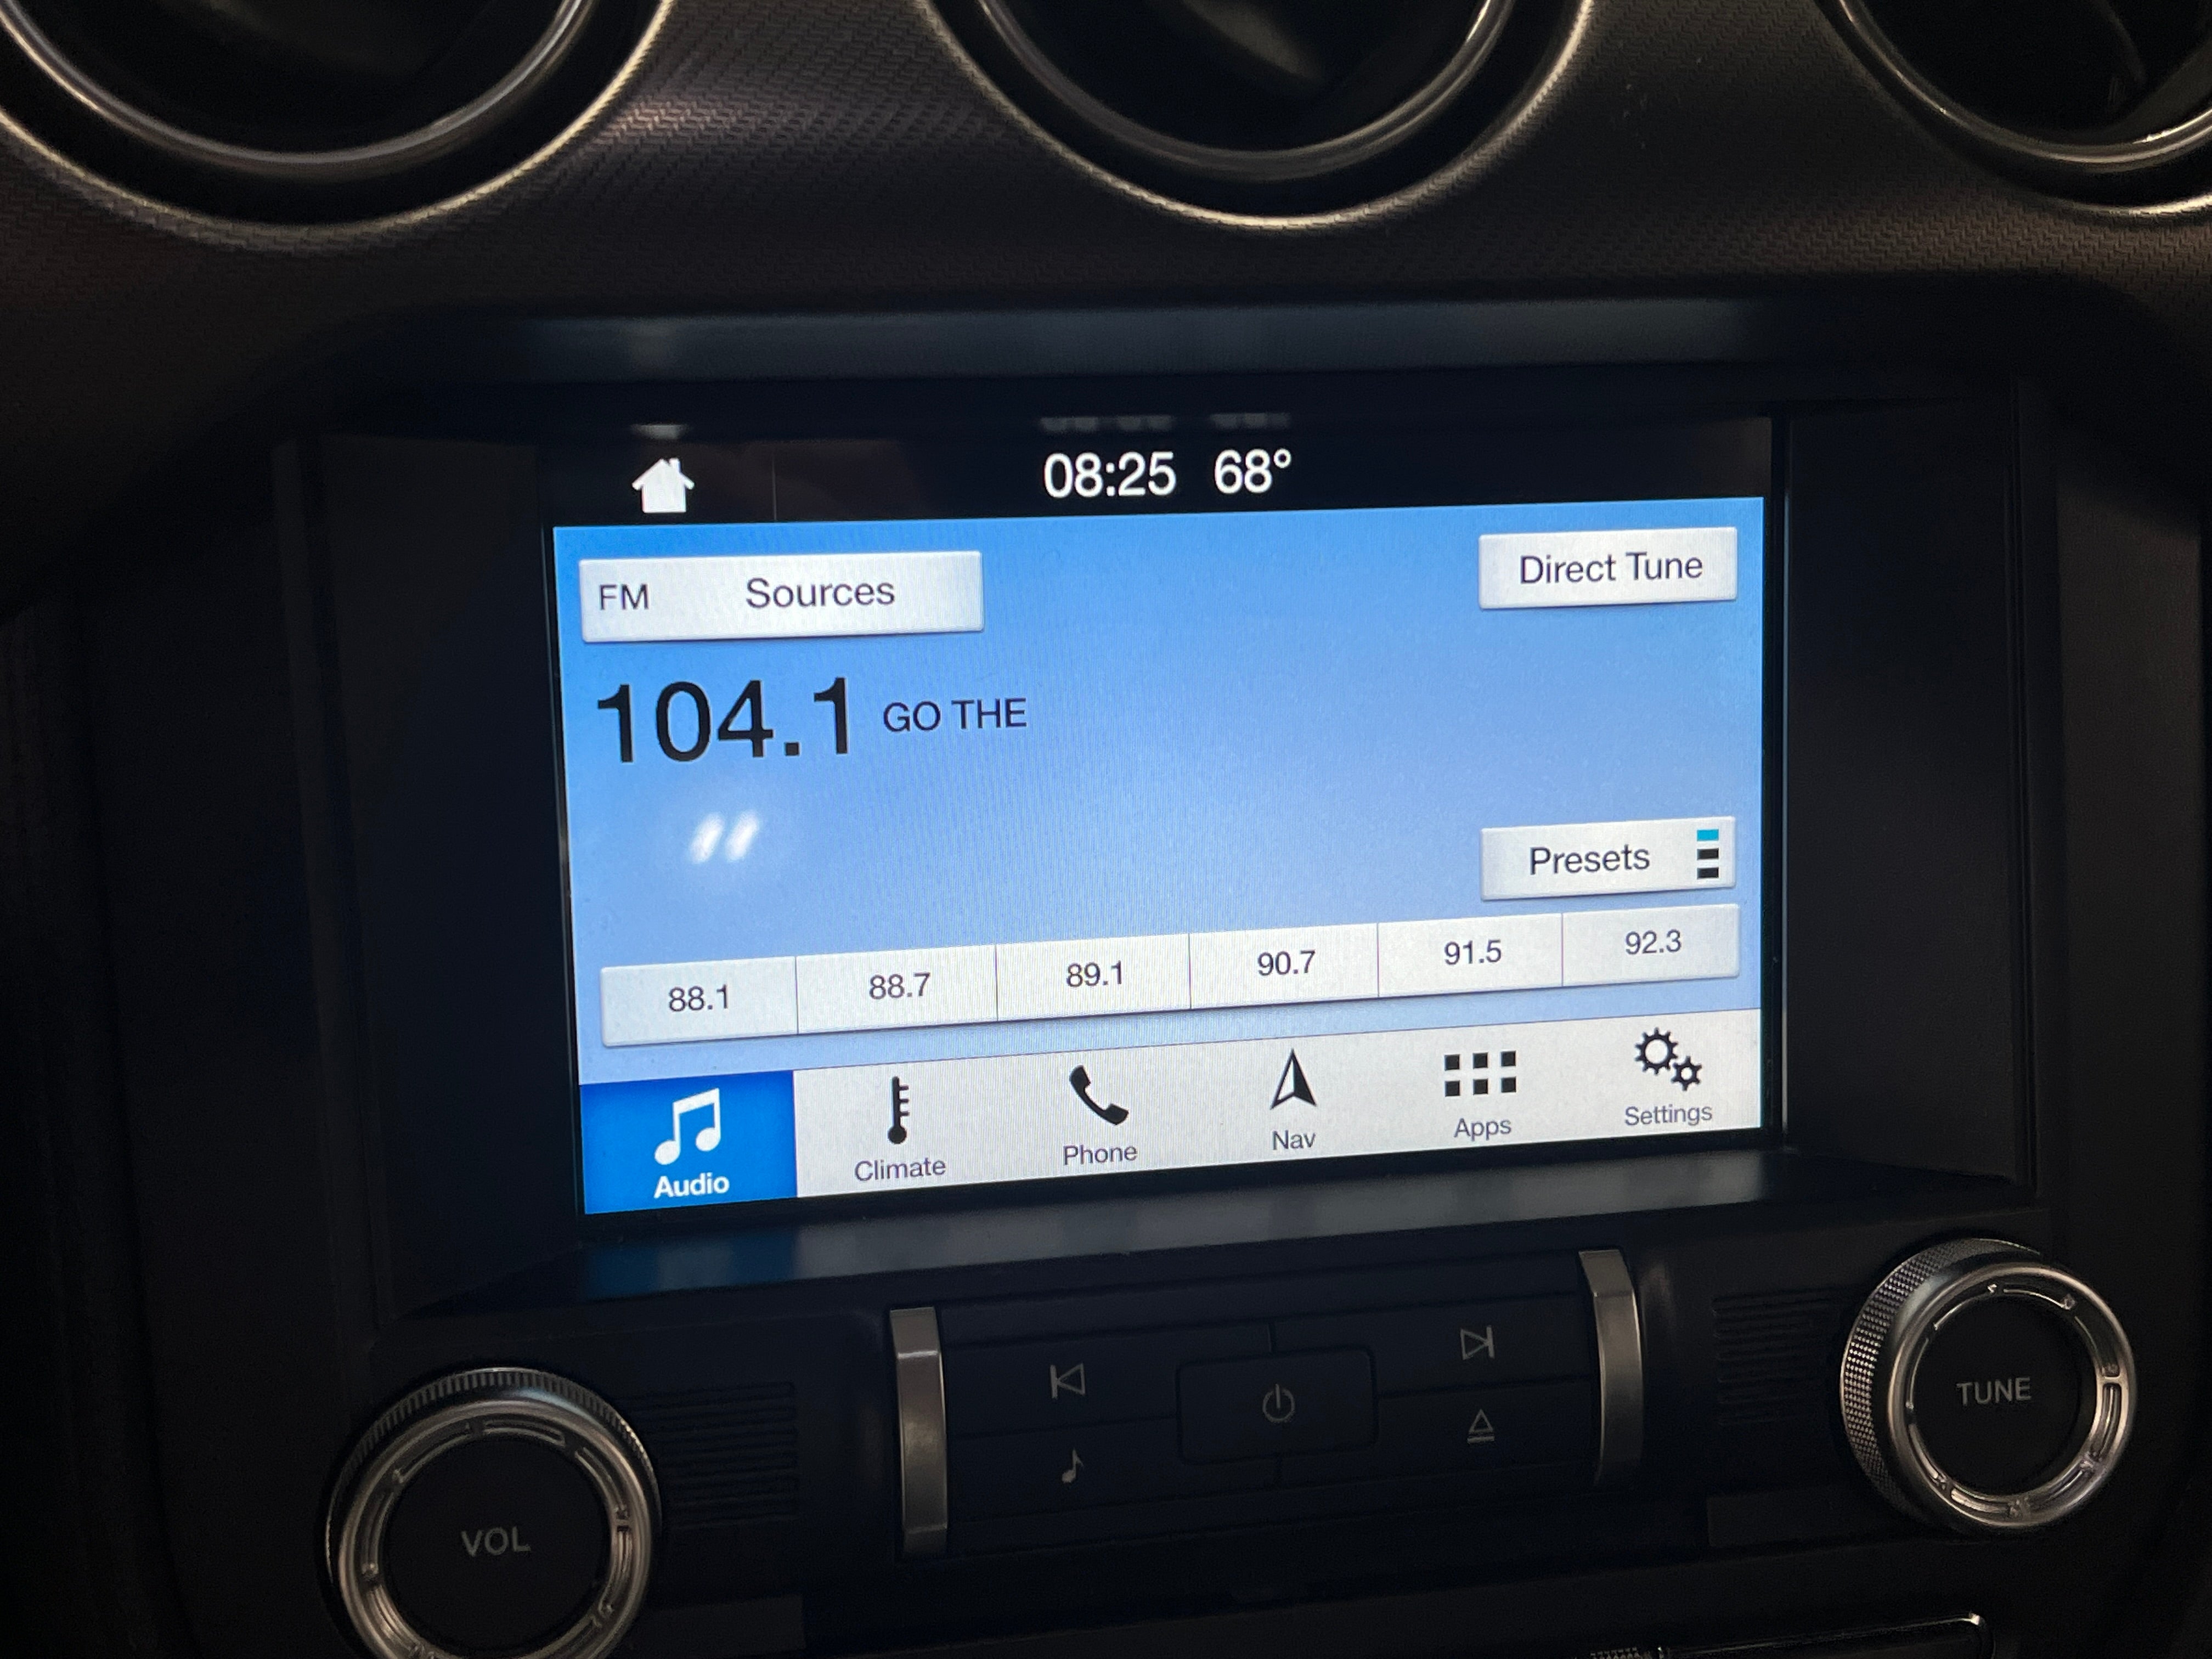 08:25 68°
FM Sources
Direct Tune
104.1 GO THE
Presets
88.1 88.7 89.1 90.7 91.5 92.3
Audio Climate Phone Nav Apps Settings
VOL
TUNE